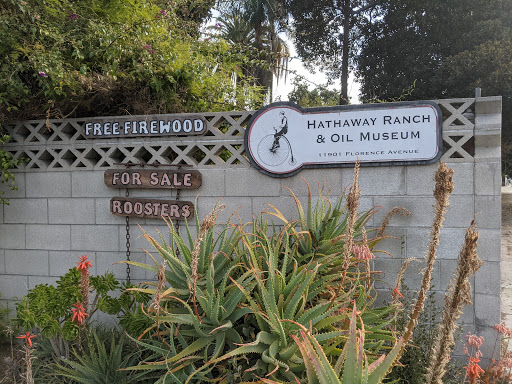 FREE-FIREWOOD
FOR SALE
ROOSTERS
HATHAWAY RANCH
& OIL MUSEUM
11901 FLORENCE AVENUE